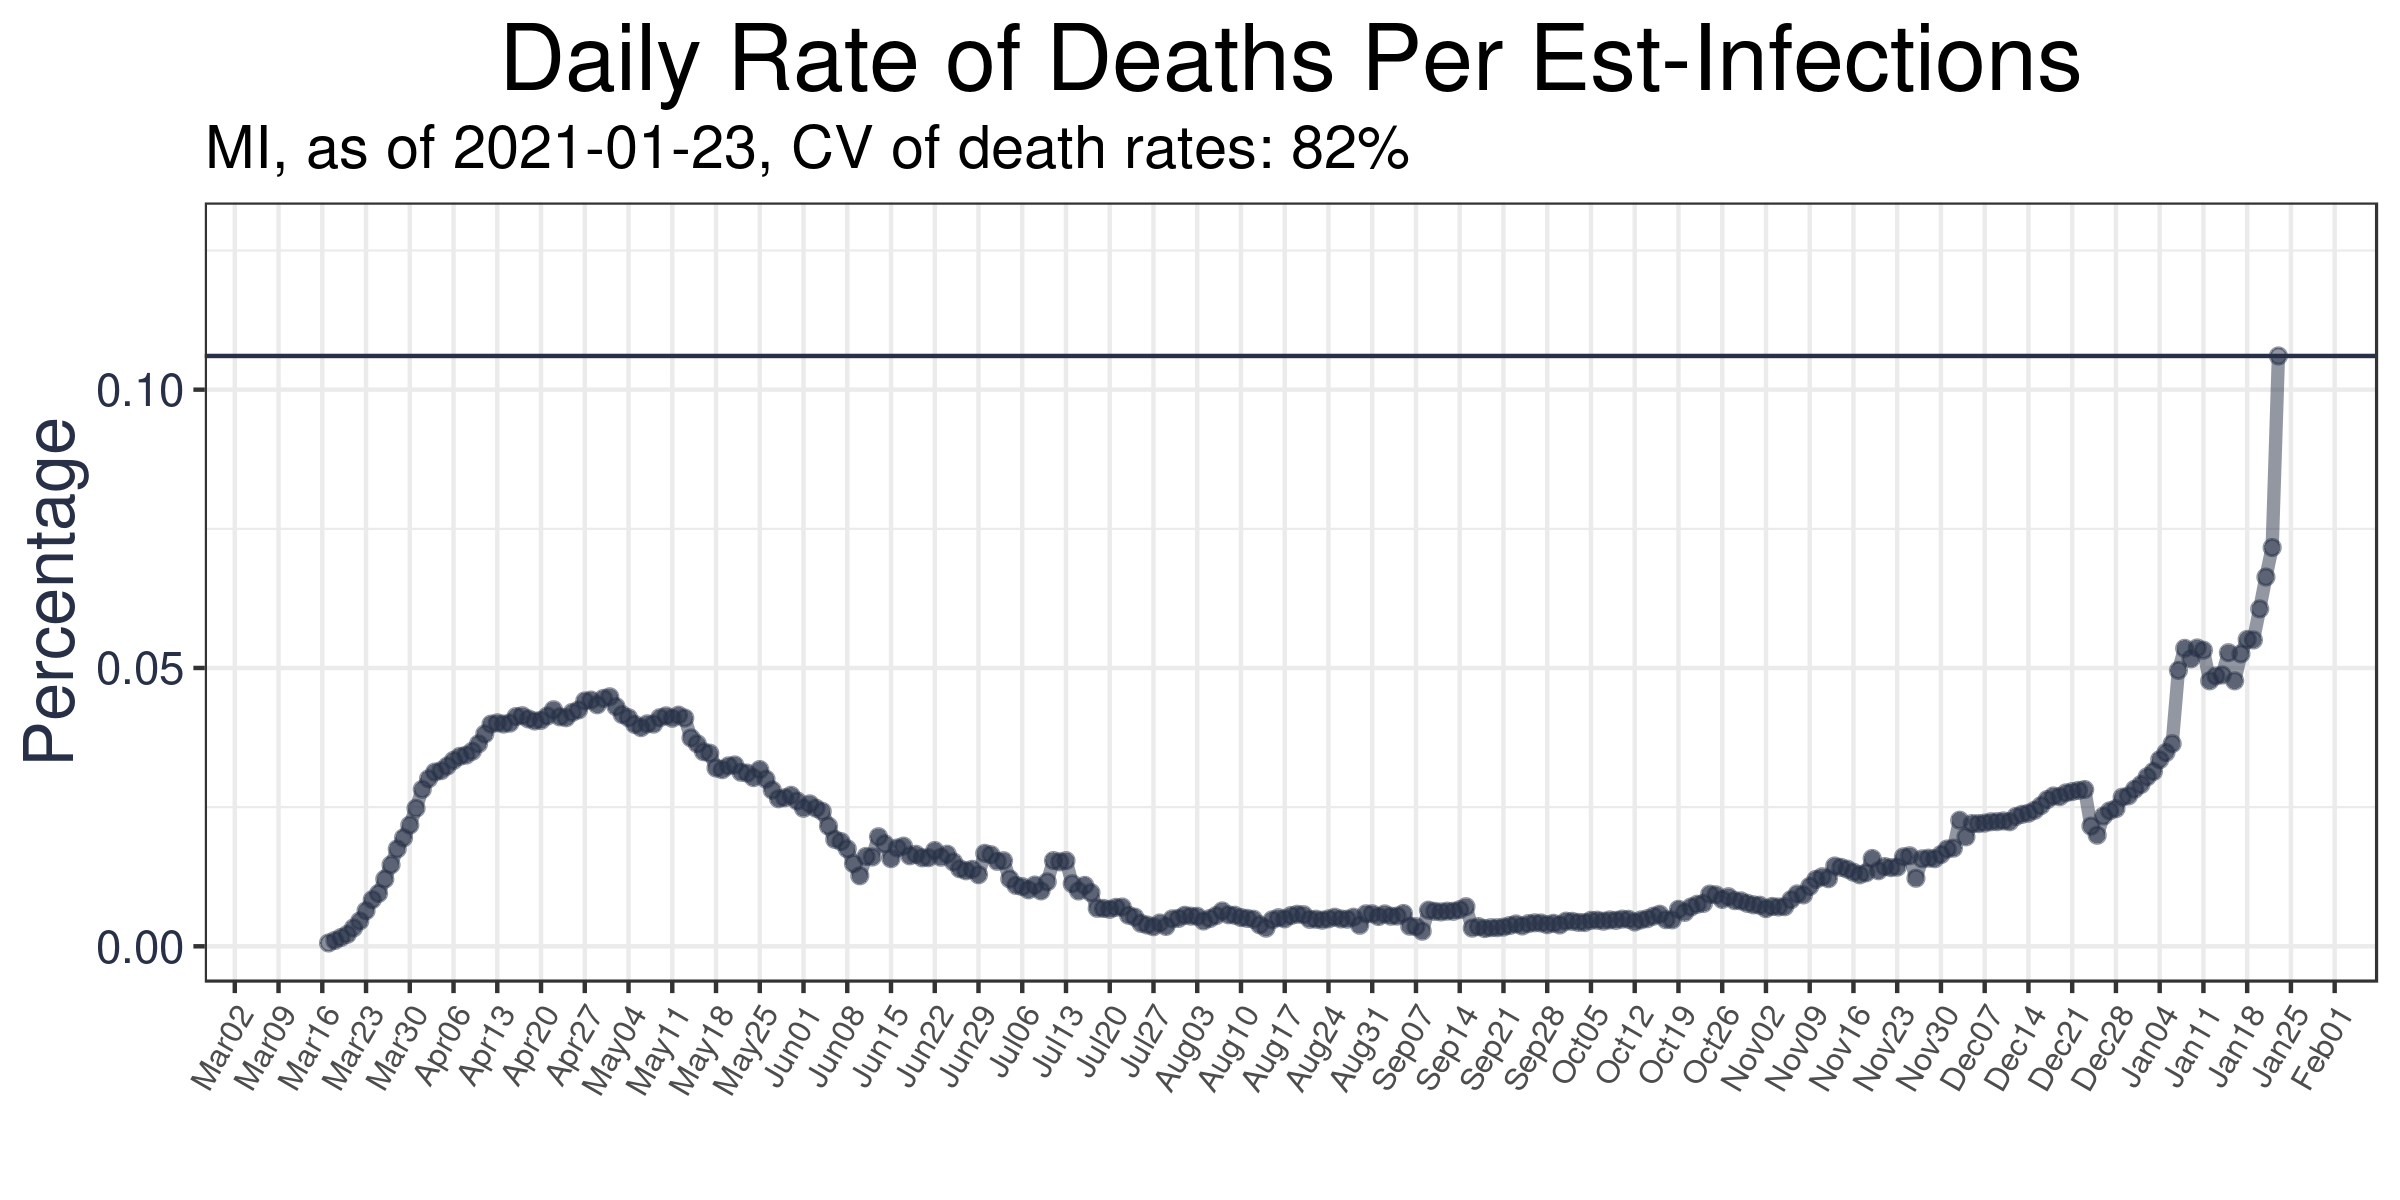 Daily Rate of Deaths Per Est-Infections
MI, as of 2021-01-23, CV of death rates: 82%
Percentage
0.10
0.05
0.00
Mar02 Mar09 Mar16 Mar23 Mar30 Apr06 Apr13 Apr20 Apr27 May04 May11 May18 May25 Jun01 Jun08 Jun15 Jun22 Jun29 Jul06 Jul13 Jul20 Jul27 Aug03 Aug10 Aug17 Aug24 Aug31 Sep07 Sep14 Sep21 Sep28 Oct05 Oct12 Oct19 Oct26 Nov02 Nov09 Nov16 Nov23 Nov30 Dec07 Dec14 Dec21 Dec28 Jan04 Jan11 Jan18 Jan25 Feb01